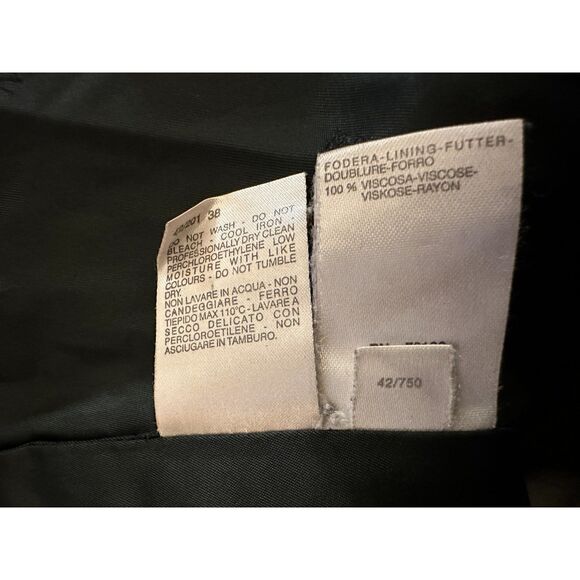 38
DO NOT WASH - DO NOT
BLEACH - COOL IRON -
PROFESSIONALLY DRY CLEAN
PERCHLOROETHYLENE LOW
MOISTURE WITH LIKE
COLOURS - DO NOT TUMBLE
DRY.
NON LAVARE IN ACQUA - NON
CANDEGGIARE - FERRO
TIEPIDO MAX 110°C - LAVARE A
SECCO DELICATO CON
PERCLOROETILENE - NON
ASCIUGARE IN TAMBURO.
FODERA-LINING-FUTTER-
DOUBLURE-FORRO
100 % VISCOSA-VISCOSE-
VISKOSE-RAYON
42/750